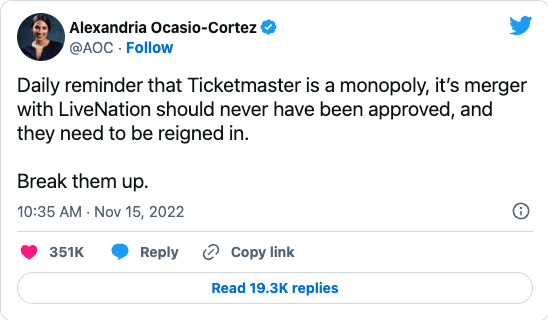 Alexandria Ocasio-Cortez
@AOC · Follow
Daily reminder that Ticketmaster is a monopoly, it’s merger
with LiveNation should never have been approved, and
they need to be reigned in.
Break them up.
10:35 AM · Nov 15, 2022
351K Reply Copy link
Read 19.3K replies